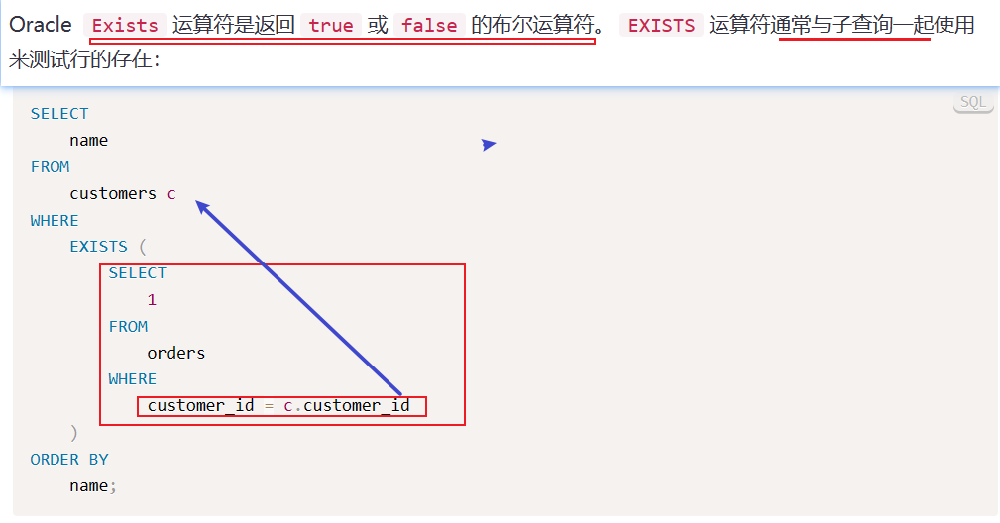 Oracle Exists 运算符是返回 true 或 false 的布尔运算符。 EXISTS 运算符通常与子查询一起使用
来测试行的存在：
SQL
SELECT
name
FROM
customers c
WHERE
EXISTS (
SELECT
1
FROM
orders
WHERE
customer_id = c.customer_id
)
ORDER BY
name;